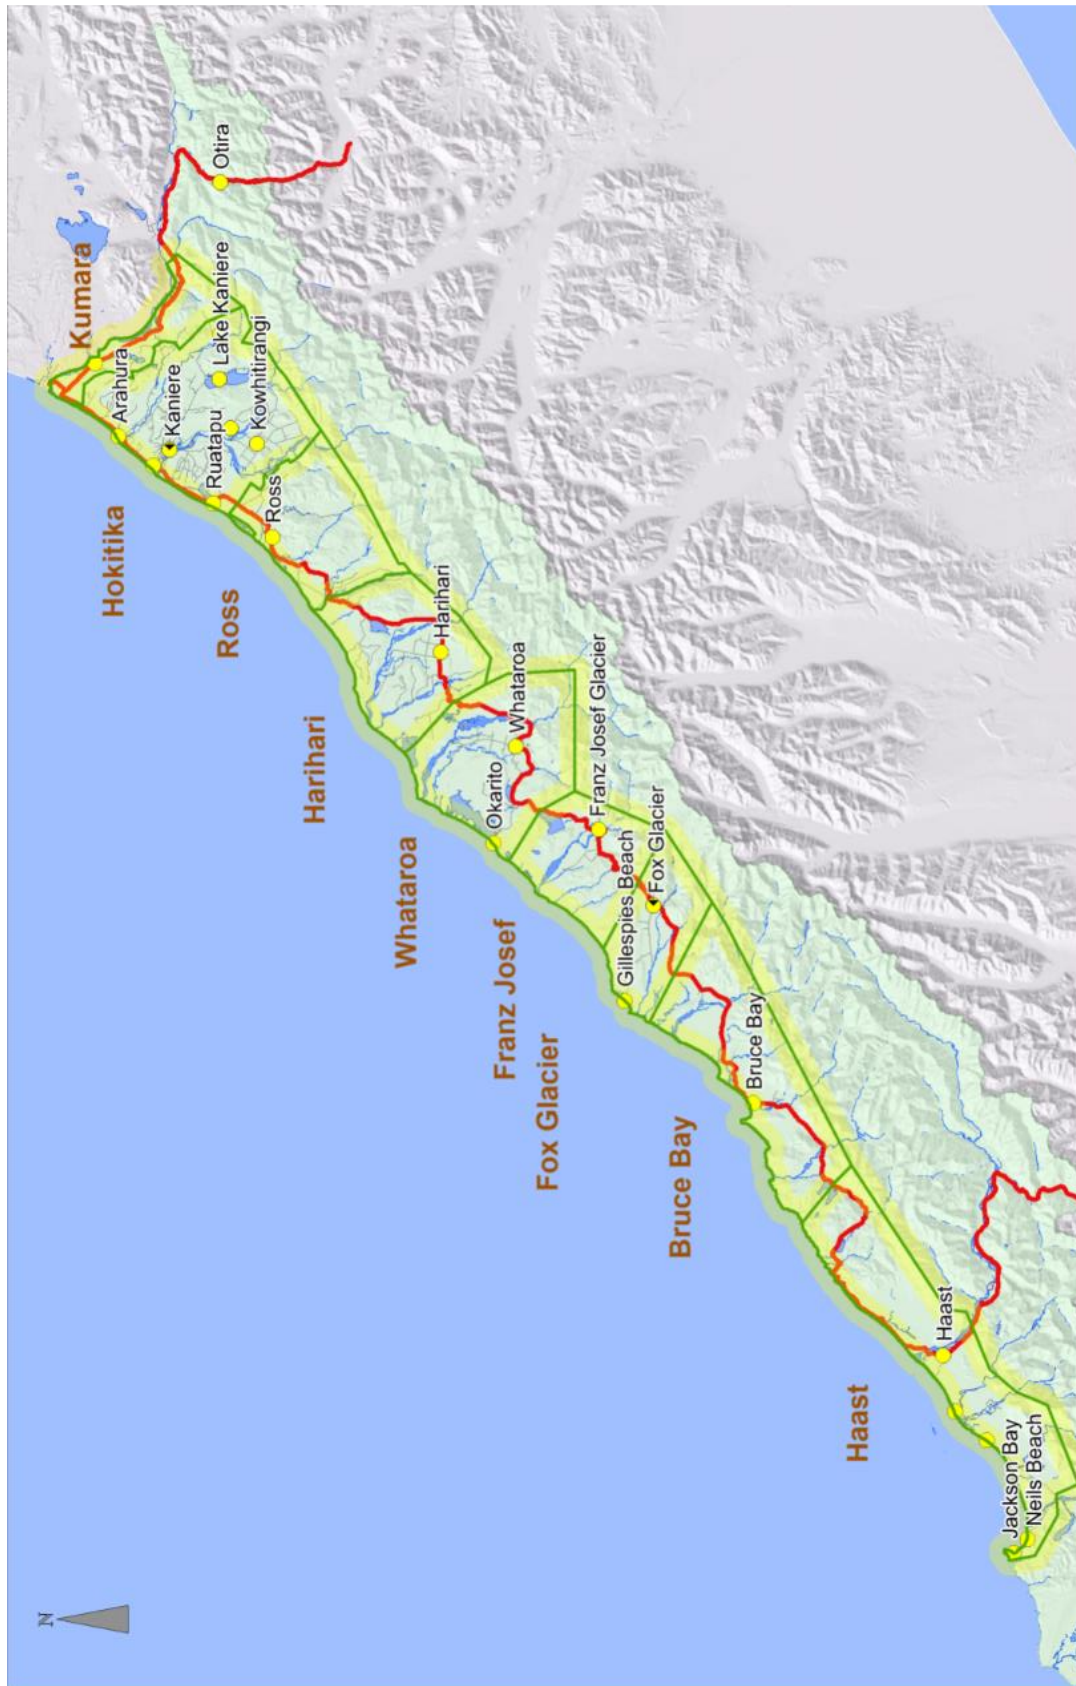 Kumara
Hokitika
Ross
Harihari
Whataroa
Franz Josef
Fox Glacier
Bruce Bay
Haast
Otira
Arahura
Kaniere
Lake Kaniere
Ruatapu
Kowhitirangi
Ross
Harihari
Whataroa
Okarito
Franz Josef Glacier
Gillespies Beach
Fox Glacier
Bruce Bay
Haast
Jackson Bay
Neils Beach
N